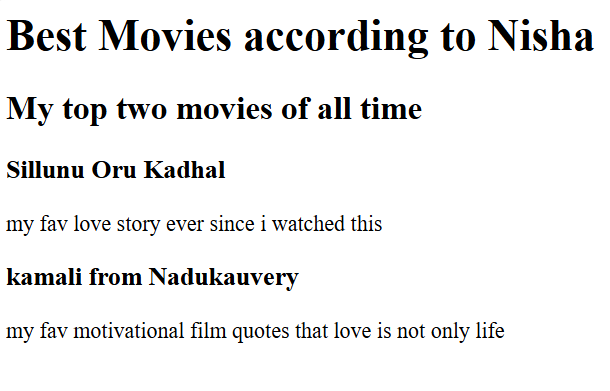 Best Movies according to Nisha
My top two movies of all time
Sillunu Oru Kadhal
my fav love story ever since i watched this
kamali from Nadukauvery
my fav motivational film quotes that love is not only life